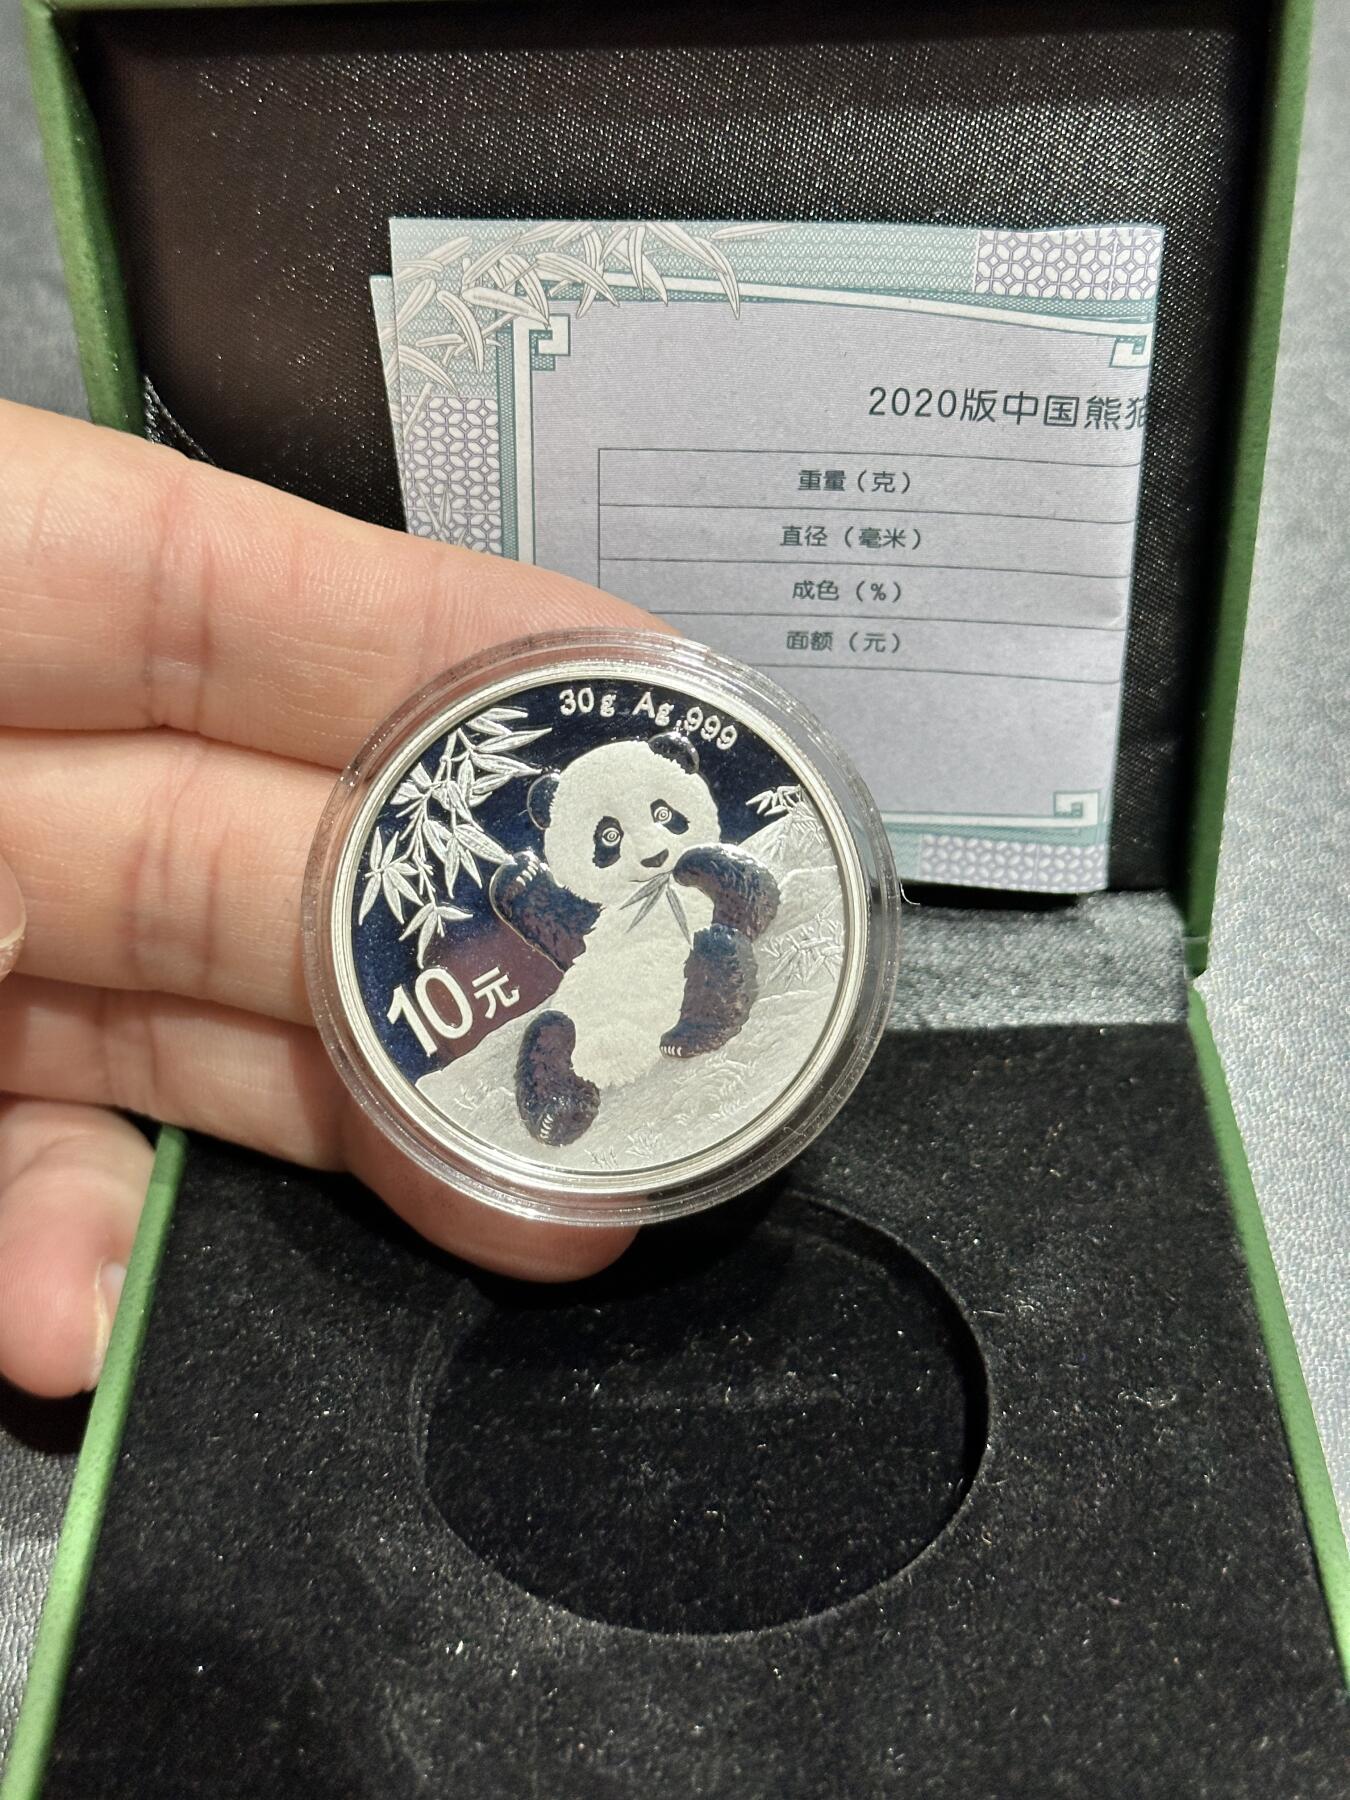 2020版中国熊猫
重量（克）
直径（毫米）
成色（%）
面额（元）
30g Ag.999
10元